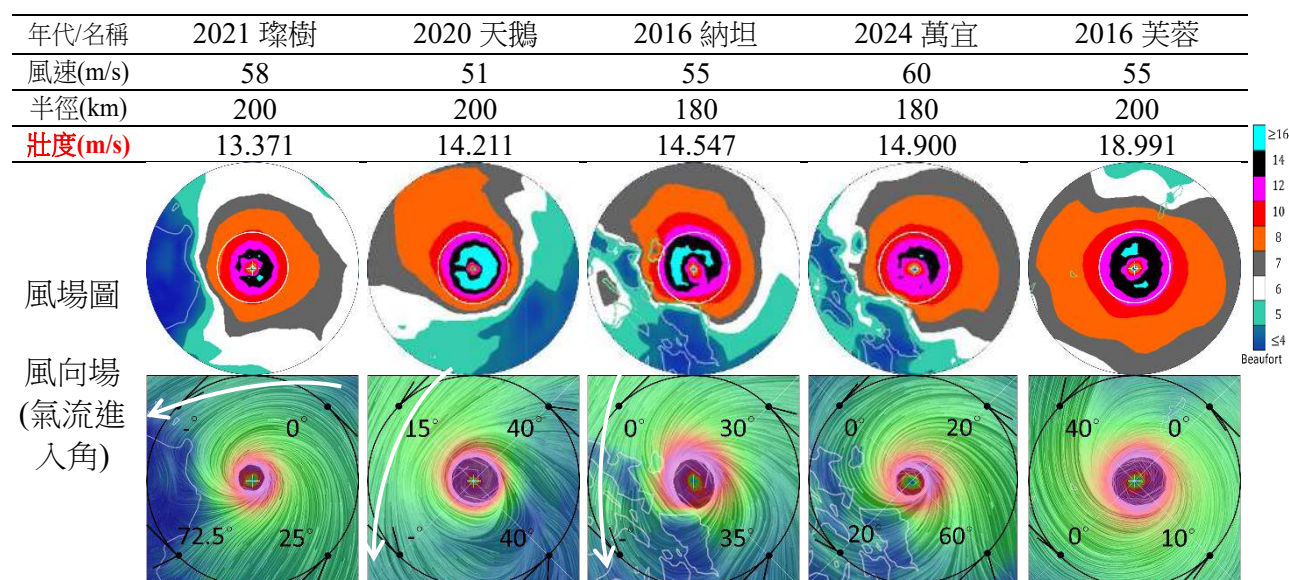 年代/名稱 2021 璨樹 2020 天鵝 2016 納坦 2024 萬宜 2016 芙蓉
風速(m/s) 58 51 55 60 55
半徑(km) 200 200 180 180 200
壯度(m/s) 13.371 14.211 14.547 14.900 18.991
≥16
14
12
10
8
7
6
5
≤4
Beaufort
風場圖
風向場
(氣流進
入角)
- 0° 15° 40° 0° 30° 0° 20° 40° 0°
72.5° 25° - 40° - 35° 20° 60° 0° 10°